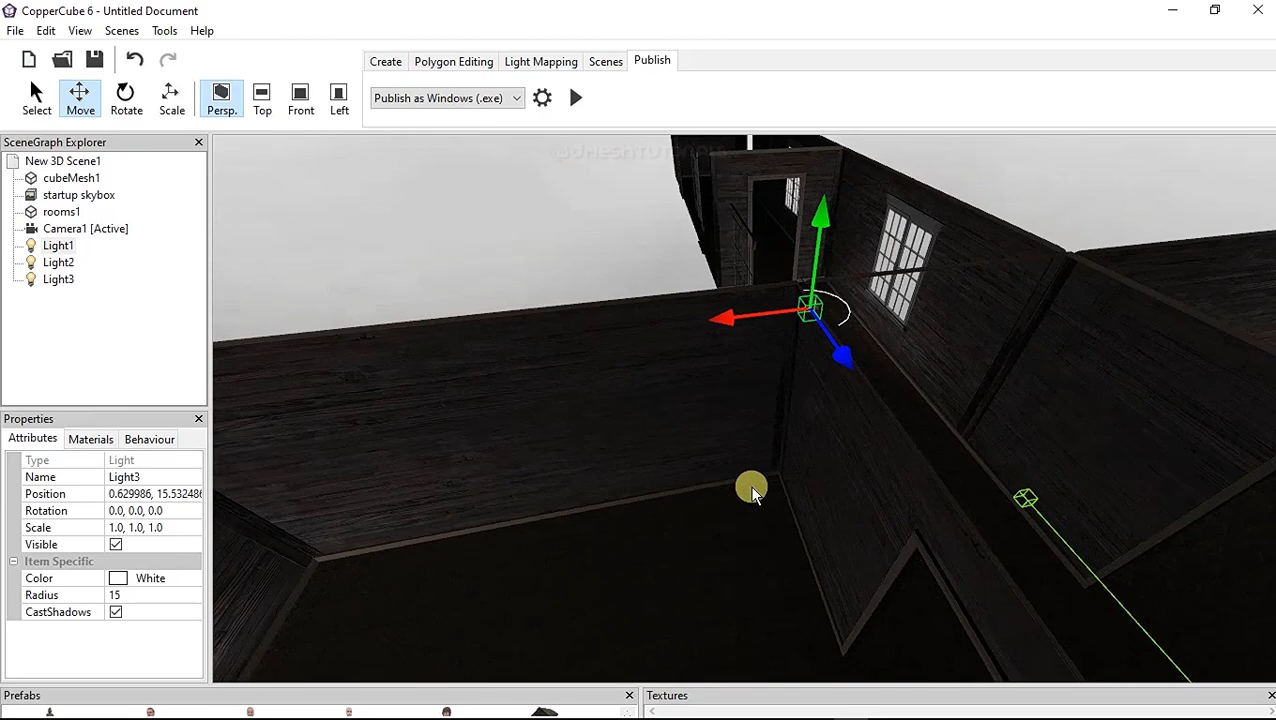 CopperCube 6 - Untitled Document
File Edit View Scenes Tools Help
Create Polygon Editing Light Mapping Scenes Publish
Select Move Rotate Scale Persp. Top Front Left
Publish as Windows (.exe)
SceneGraph Explorer
New 3D Scene1
cubeMesh1
startup skybox
rooms1
Camera1 [Active]
Light1
Light2
Light3
Properties
Attributes Materials Behaviour
Type Light
Name Light3
Position 0.629986, 15.532486
Rotation 0.0, 0.0, 0.0
Scale 1.0, 1.0, 1.0
Visible
Item Specific
Color White
Radius 15
CastShadows
Prefabs
Textures